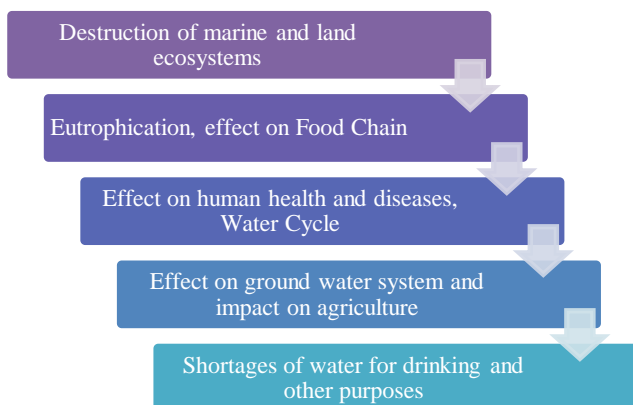 Destruction of marine and land
ecosystems
Eutrophication, effect on Food Chain
Effect on human health and diseases,
Water Cycle
Effect on ground water system and
impact on agriculture
Shortages of water for drinking and
other purposes